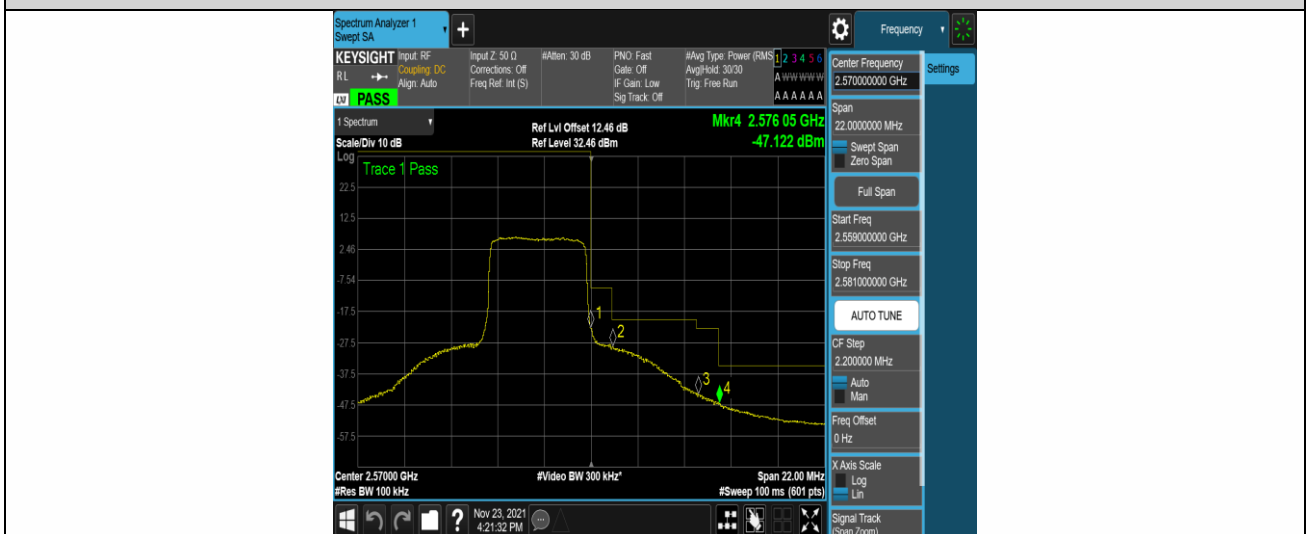 Spectrum Analyzer 1
Swept SA
+
Frequency
KEYSIGHT
RL
LXI PASS
Input: RF
Coupling: DC
Align: Auto
Input Z: 50 Ω
Corrections: Off
Freq Ref: Int (S)
#Atten: 30 dB
PNO: Fast
Gate: Off
IF Gain: Low
Sig Track: Off
#Avg Type: Power (RMS
Avg|Hold: 30/30
Trig: Free Run
1 2 3 4 5 6
A W W W W W
A A A A A A
1 Spectrum
Scale/Div 10 dB
Ref Lvl Offset 12.46 dB
Ref Level 32.46 dBm
Mkr4 2.576 05 GHz
-47.122 dBm
Log
Trace 1 Pass
22.5
12.5
2.46
-7.54
-17.5
-27.5
-37.5
-47.5
-57.5
1
2
3
4
Center 2.57000 GHz
#Res BW 100 kHz
#Video BW 300 kHz*
Span 22.00 MHz
#Sweep 100 ms (601 pts)
?
Nov 23, 2021
4:21:32 PM
Center Frequency
2.570000000 GHz
Settings
Span
22.0000000 MHz
Swept Span
Zero Span
Full Span
Start Freq
2.559000000 GHz
Stop Freq
2.581000000 GHz
AUTO TUNE
CF Step
2.200000 MHz
Auto
Man
Freq Offset
0 Hz
X Axis Scale
Log
Lin
Signal Track
(Span Zoom)